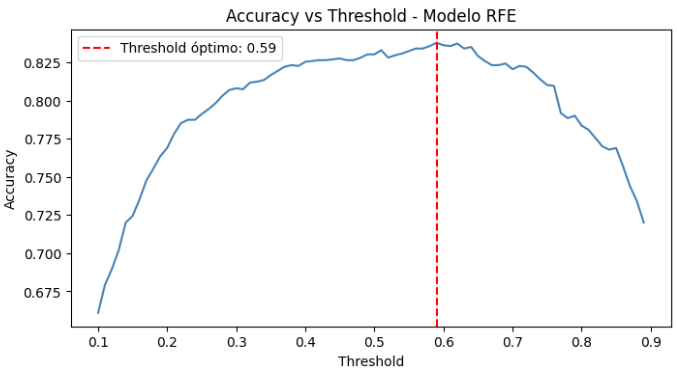 Accuracy vs Threshold - Modelo RFE
Threshold óptimo: 0.59
Accuracy
0.825
0.800
0.775
0.750
0.725
0.700
0.675
0.1 0.2 0.3 0.4 0.5 0.6 0.7 0.8 0.9
Threshold